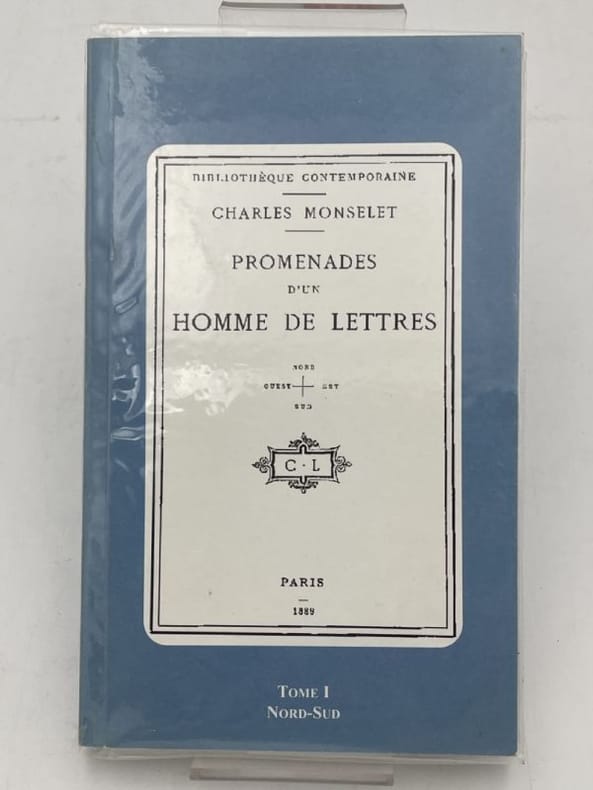 BIBLIOTHÈQUE CONTEMPORAINE
CHARLES MONSELET
PROMENADES
D'UN
HOMME DE LETTRES
NORD
OUEST EST
SUD
C · L
PARIS
1889
TOME I
NORD-SUD